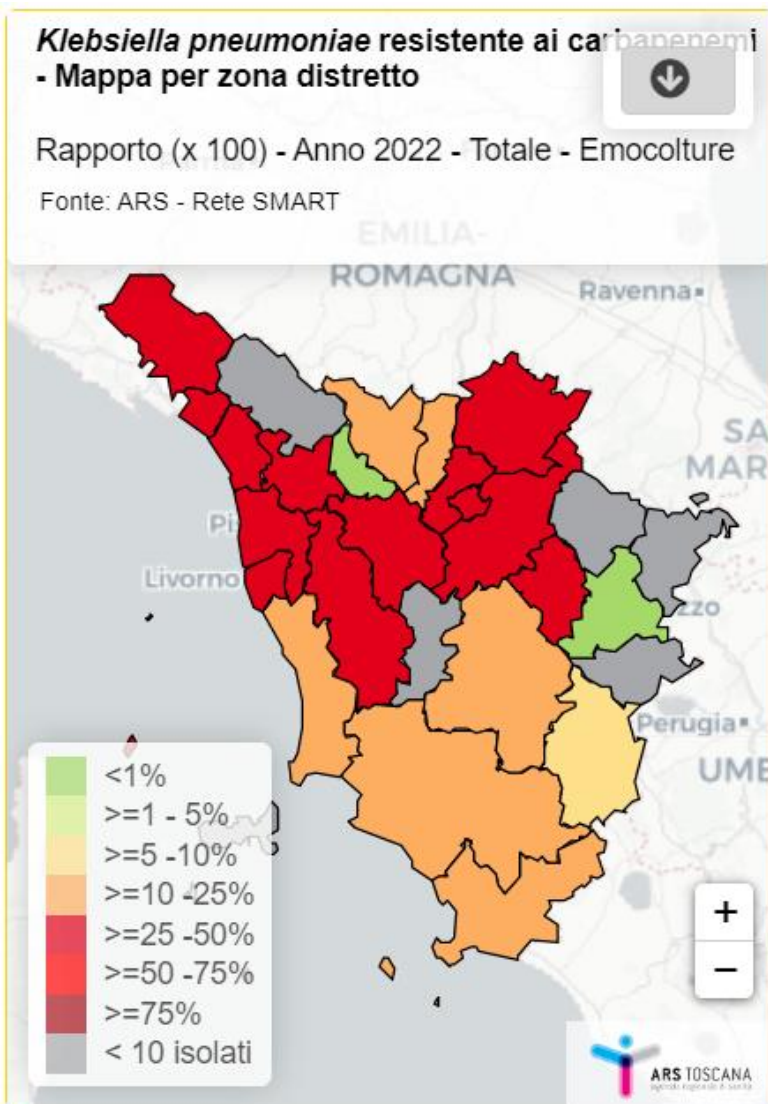 Klebsiella pneumoniae resistente ai carbapenemi
- Mappa per zona distretto
Rapporto (x 100) - Anno 2022 - Totale - Emocolture
Fonte: ARS - Rete SMART
EMILIA-
ROMAGNA
Ravenna
SA
MAR
Pi
Livorno
zzo
Perugia
UMB
<1%
>=1 - 5%
>=5 -10%
>=10 -25%
>=25 -50%
>=50 -75%
>=75%
< 10 isolati
+
−
ARS TOSCANA